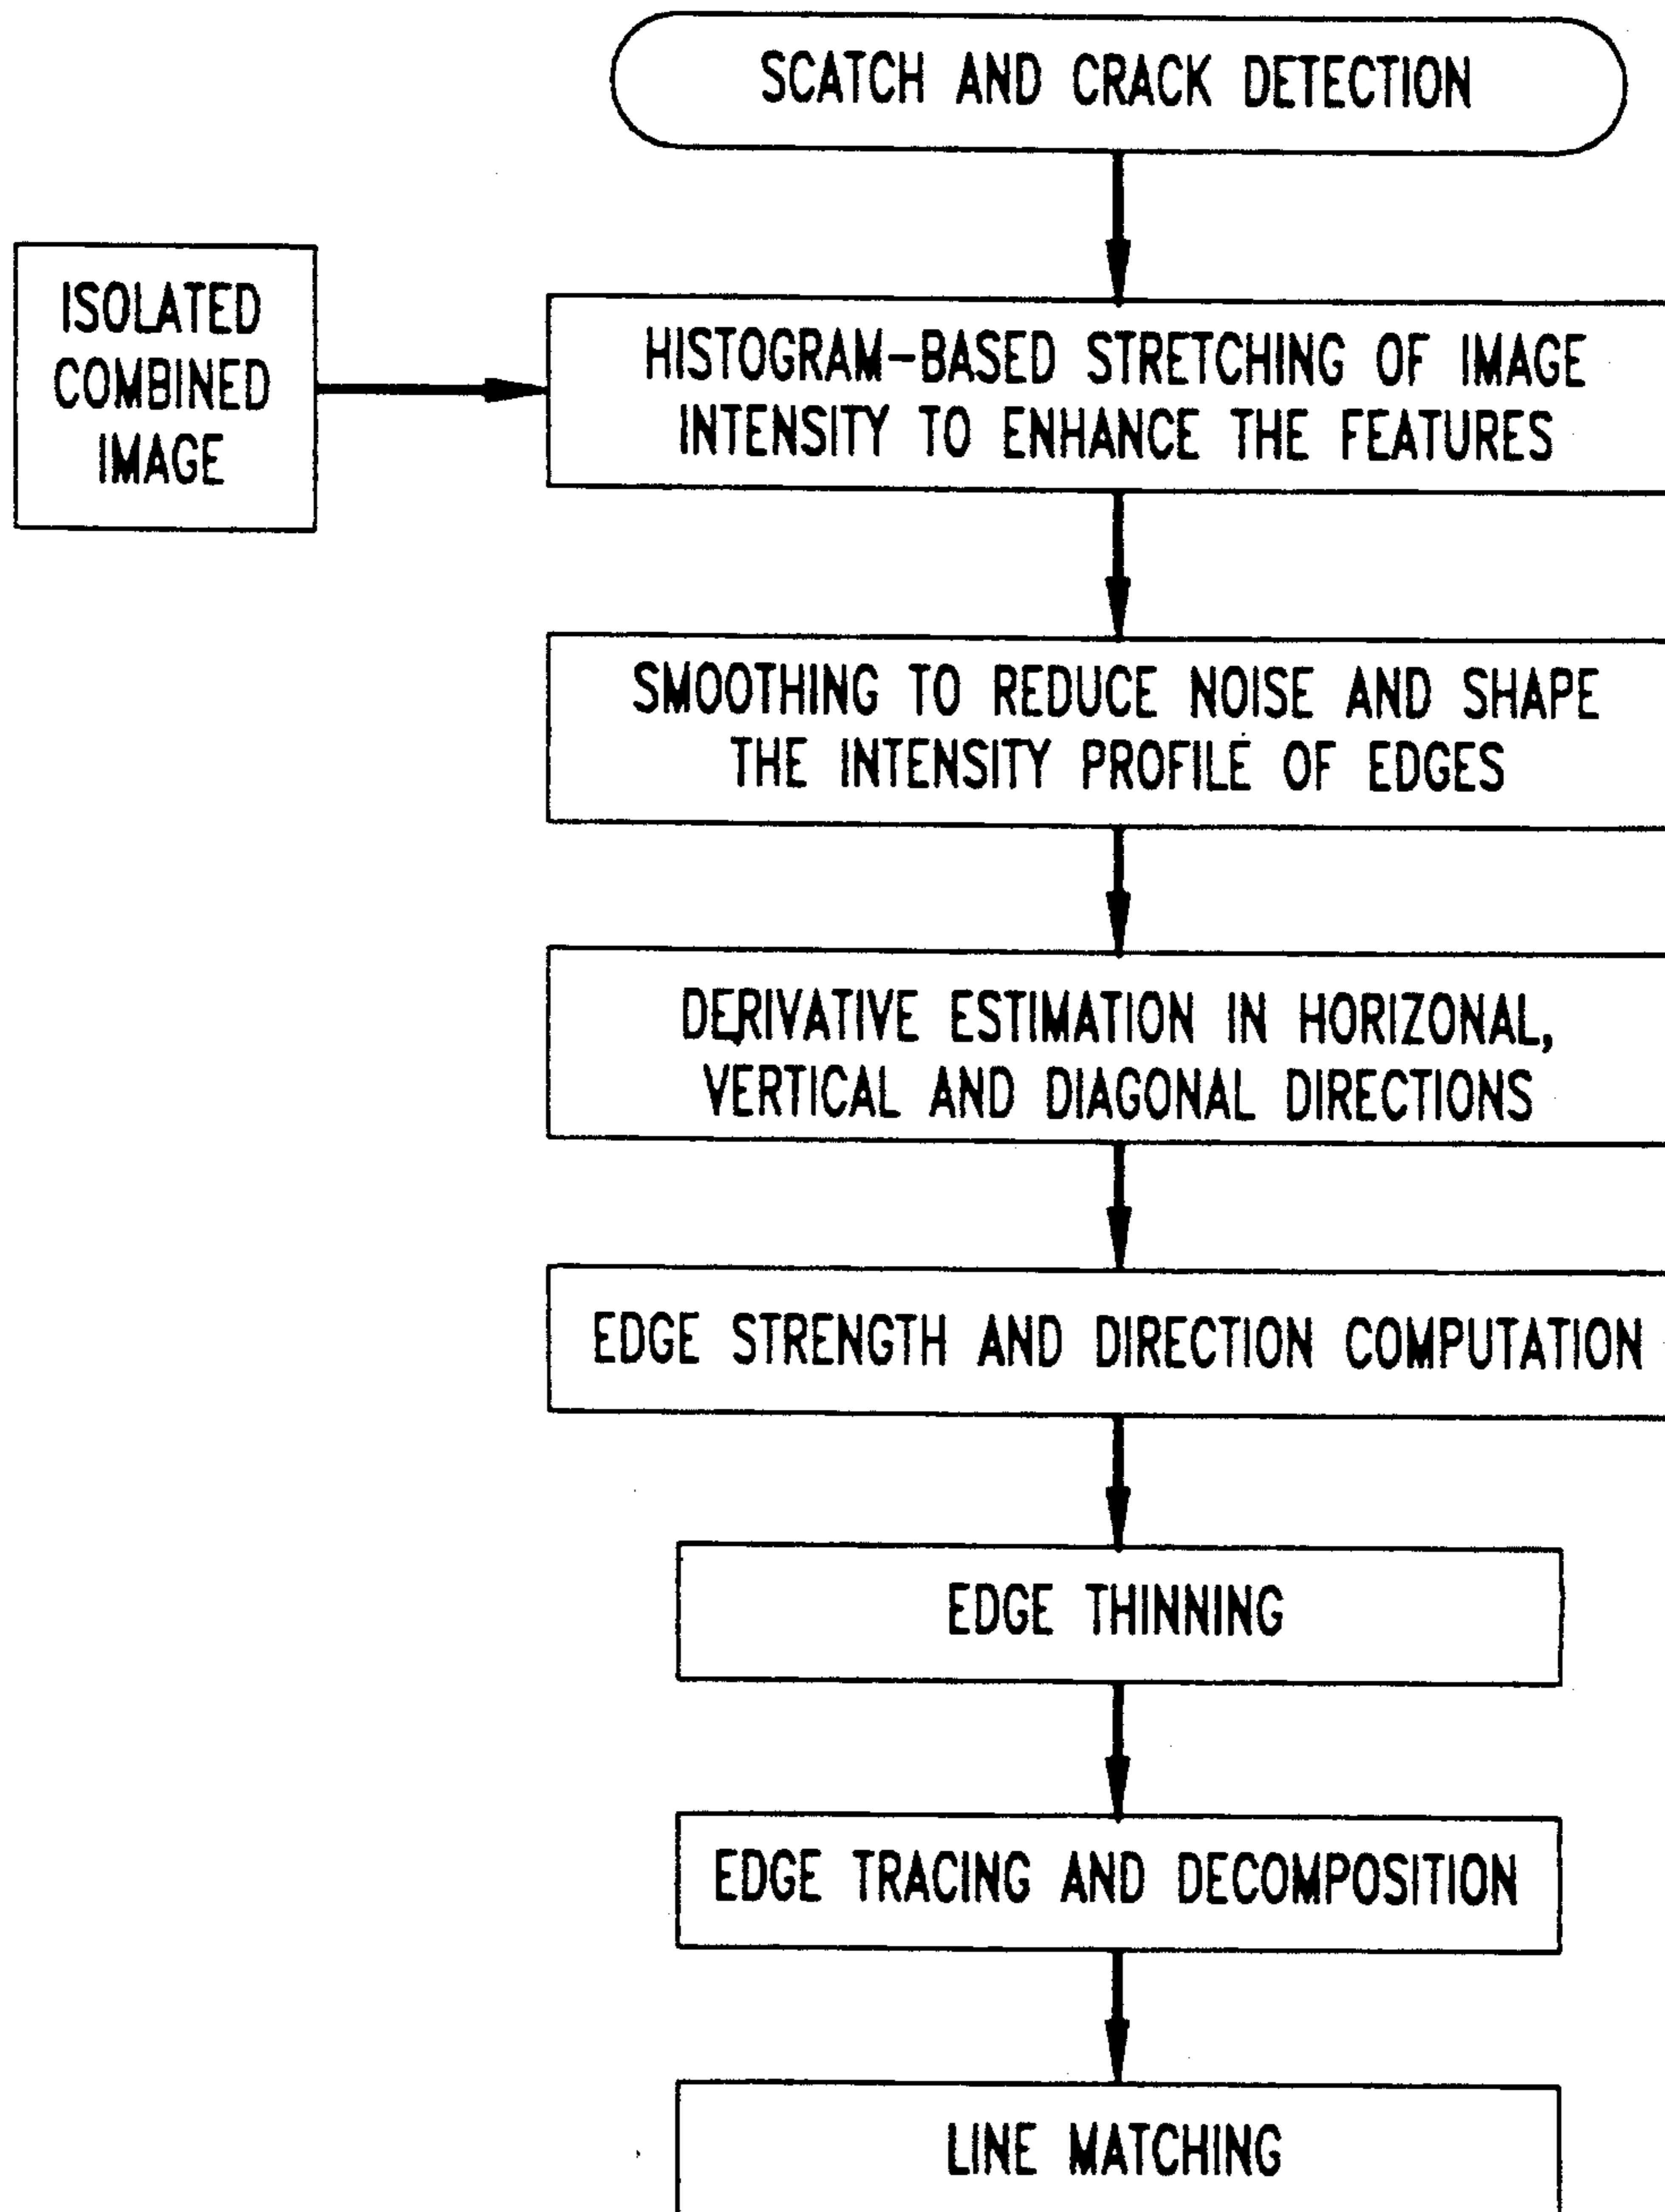 SCATCH AND CRACK DETECTION
ISOLATED
COMBINED
IMAGE
HISTOGRAM-BASED STRETCHING OF IMAGE
INTENSITY TO ENHANCE THE FEATURES
SMOOTHING TO REDUCE NOISE AND SHAPE
THE INTENSITY PROFILE OF EDGES
DERIVATIVE ESTIMATION IN HORIZONAL,
VERTICAL AND DIAGONAL DIRECTIONS
EDGE STRENGTH AND DIRECTION COMPUTATION
EDGE THINNING
EDGE TRACING AND DECOMPOSITION
LINE MATCHING